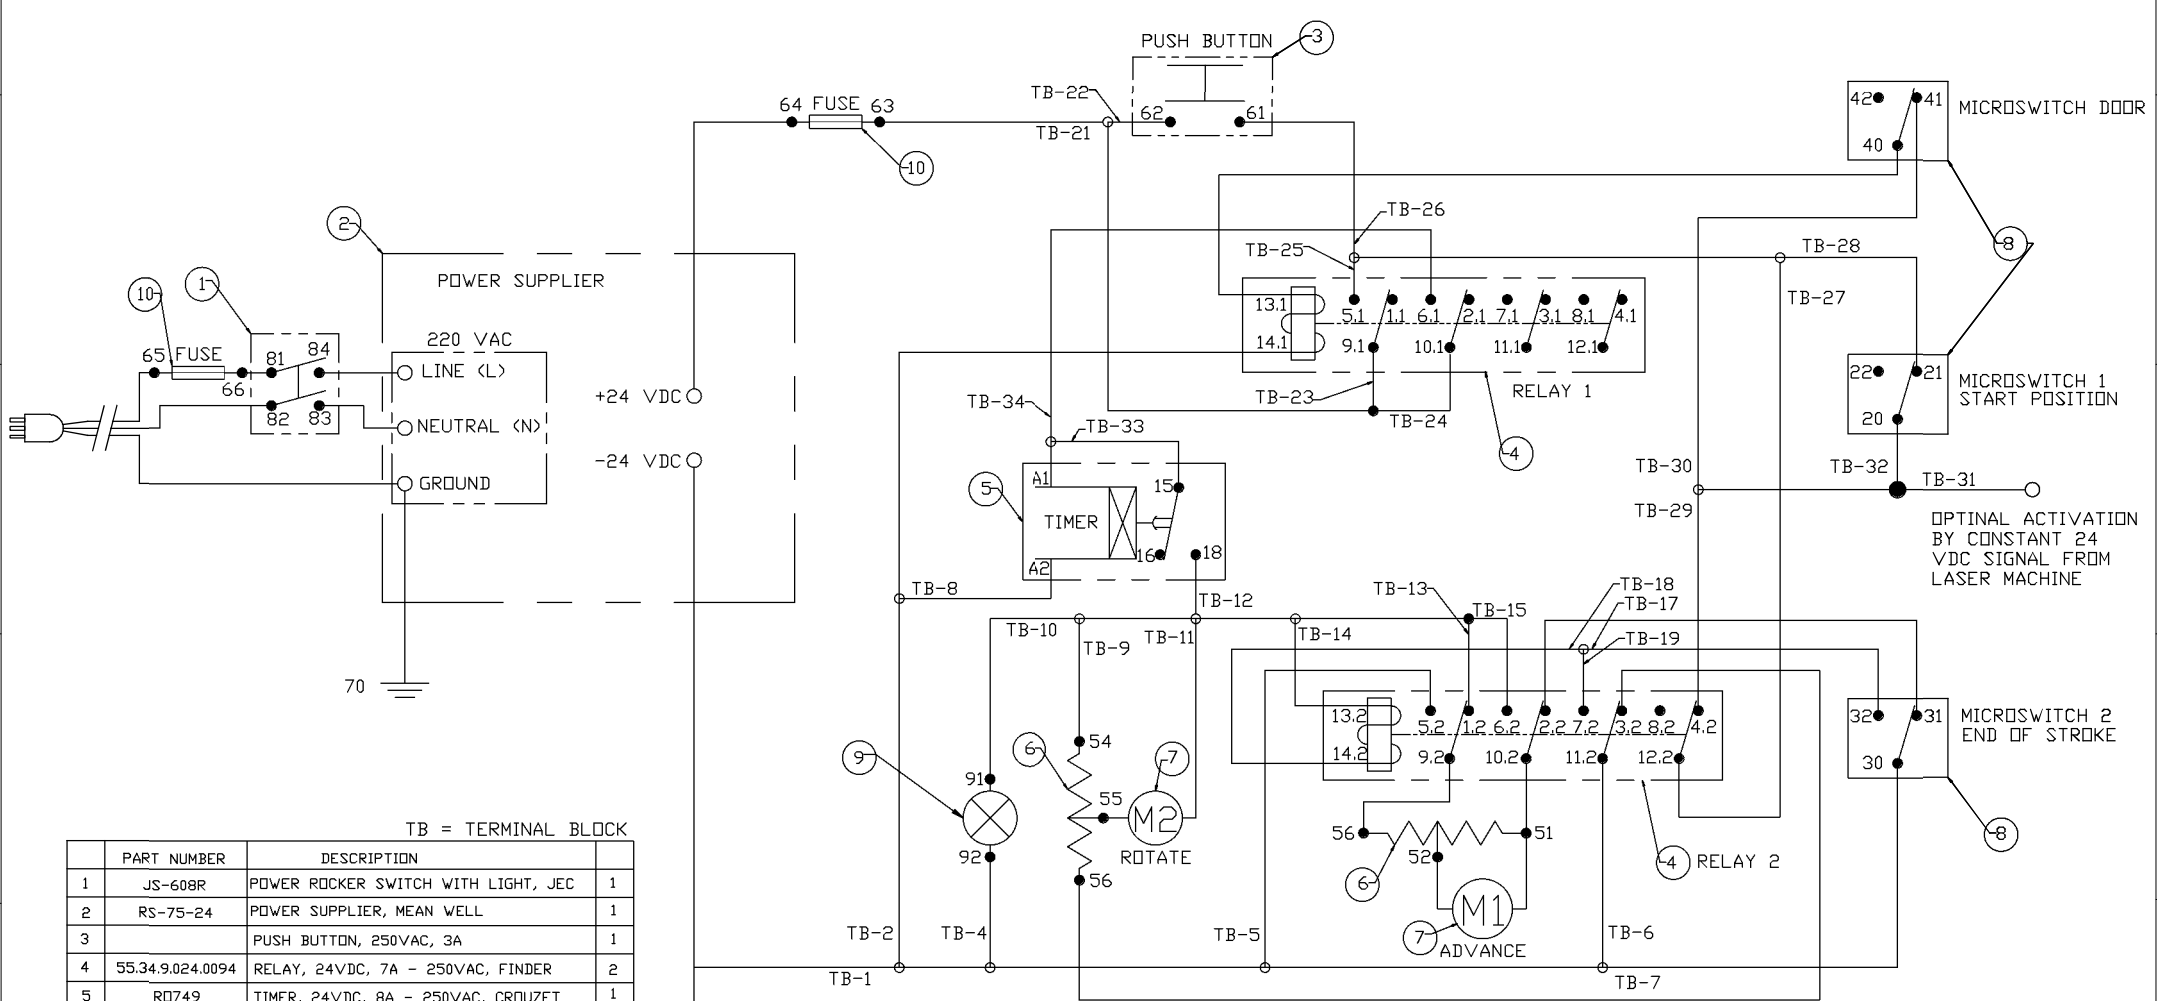 PUSH BUTTON
3
64 FUSE 63
TB-22
TB-21
62
61
10
42
41
40
MICROSWITCH DOOR
2
POWER SUPPLIER
TB-26
TB-25
TB-28
TB-27
8
10
1
220 VAC
65 FUSE
66
81
84
82
83
LINE (L)
NEUTRAL (N)
GROUND
+24 VDC
-24 VDC
13.1
14.1
5.1
1.1
6.1
2.1
7.1
3.1
8.1
4.1
9.1
10.1
11.1
12.1
RELAY 1
TB-23
TB-24
4
22
21
20
MICROSWITCH 1
START POSITION
TB-34
TB-33
5
A1
15
TIMER
16
18
A2
TB-30
TB-32
TB-31
TB-29
OPTINAL ACTIVATION
BY CONSTANT 24
VDC SIGNAL FROM
LASER MACHINE
TB-8
TB-12
TB-10
TB-9
TB-11
TB-14
TB-13
TB-15
TB-18
TB-17
TB-19
70
13.2
14.2
5.2
1.2
6.2
2.2
7.2
3.2
8.2
4.2
9.2
10.2
11.2
12.2
32
31
30
MICROSWITCH 2
END OF STROKE
9
91
92
6
54
55
56
7
M2
ROTATE
56
52
51
6
4
RELAY 2
8
M1
7
ADVANCE
TB-2
TB-4
TB-5
TB-6
TB-1
TB-7
TB = TERMINAL BLOCK
PART NUMBER DESCRIPTION
1 JS-608R POWER ROCKER SWITCH WITH LIGHT, JEC 1
2 RS-75-24 POWER SUPPLIER, MEAN WELL 1
3 PUSH BUTTON, 250VAC, 3A 1
4 55.34.9.024.0094 RELAY, 24VDC, 7A - 250VAC, FINDER 2
5 R0749 TIMER, 24VDC, 8A - 250VAC, CROUZET 1